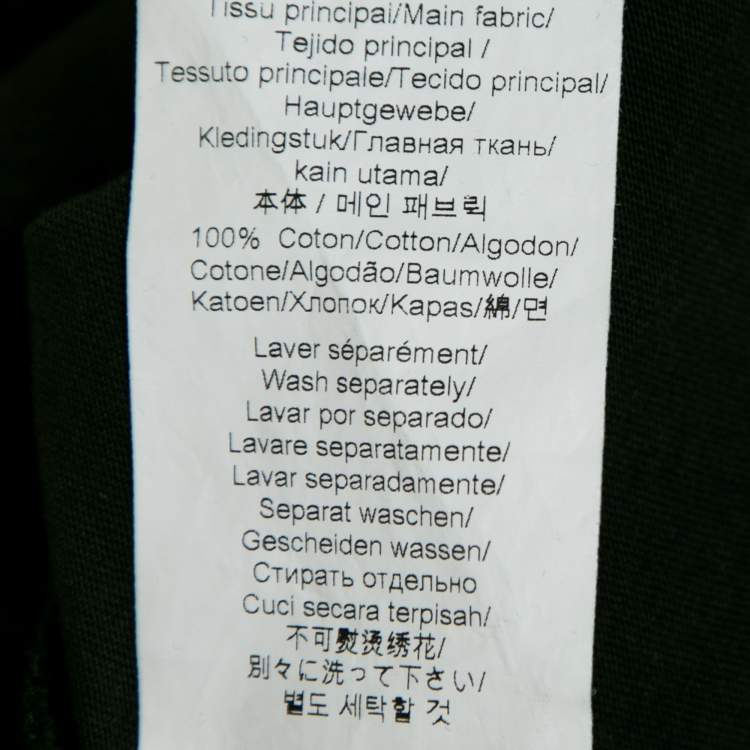 Tissu principal/Main fabric/
Tejido principal /
Tessuto principale/Tecido principal/
Hauptgewebe/
Kledingstuk/Главная ткань/
kain utama/
本体 / 메인 패브릭
100% Coton/Cotton/Algodon/
Cotone/Algodão/Baumwolle/
Katoen/Хлопок/Kapas/綿/면
Laver séparément/
Wash separately/
Lavar por separado/
Lavare separatamente/
Lavar separadamente/
Separat waschen/
Gescheiden wassen/
Стирать отдельно
Cuci secara terpisah/
不可熨烫绣花/
別々に洗って下さい/
별도 세탁할 것